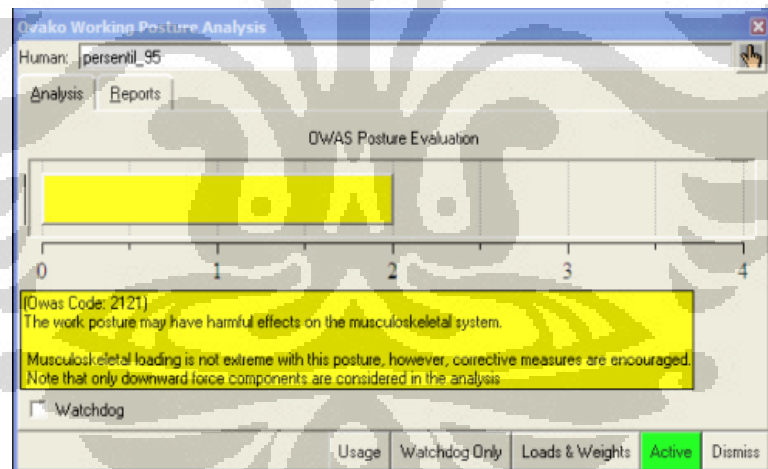 Ovako Working Posture Analysis
Human: persentil_95
Analysis Reports
OWAS Posture Evaluation
0 1 2 3 4
(Owas Code: 2121)
The work posture may have harmful effects on the musculoskeletal system.
Musculoskeletal loading is not extreme with this posture, however, corrective measures are encouraged.
Note that only downward force components are considered in the analysis
Watchdog
Usage Watchdog Only Loads & Weights Active Dismiss